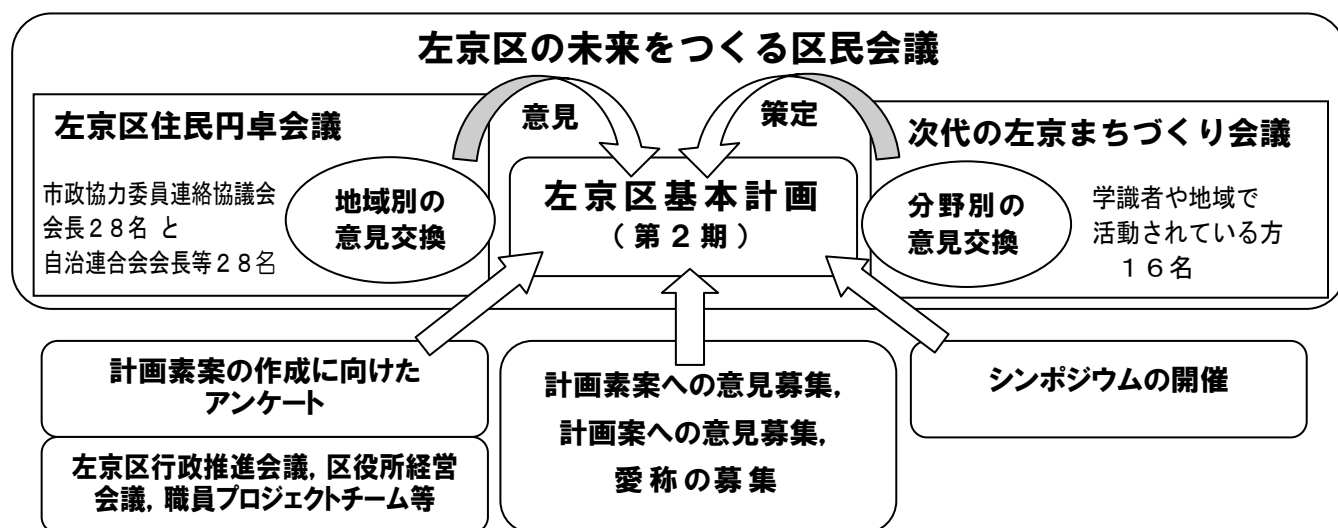 左京区の未来をつくる区民会議
左京区住民円卓会議
市政協力委員連絡協議会
会長２８名 と
自治連合会会長等２８名
地域別の
意見交換
意見
策定
左京区基本計画
（第２期）
次代の左京まちづくり会議
分野別の
意見交換
学識者や地域で
活動されている方
１６名
計画素案の作成に向けた
アンケート
左京区行政推進会議，区役所経営
会議，職員プロジェクトチーム等
計画素案への意見募集，
計画案への意見募集，
愛称の募集
シンポジウムの開催